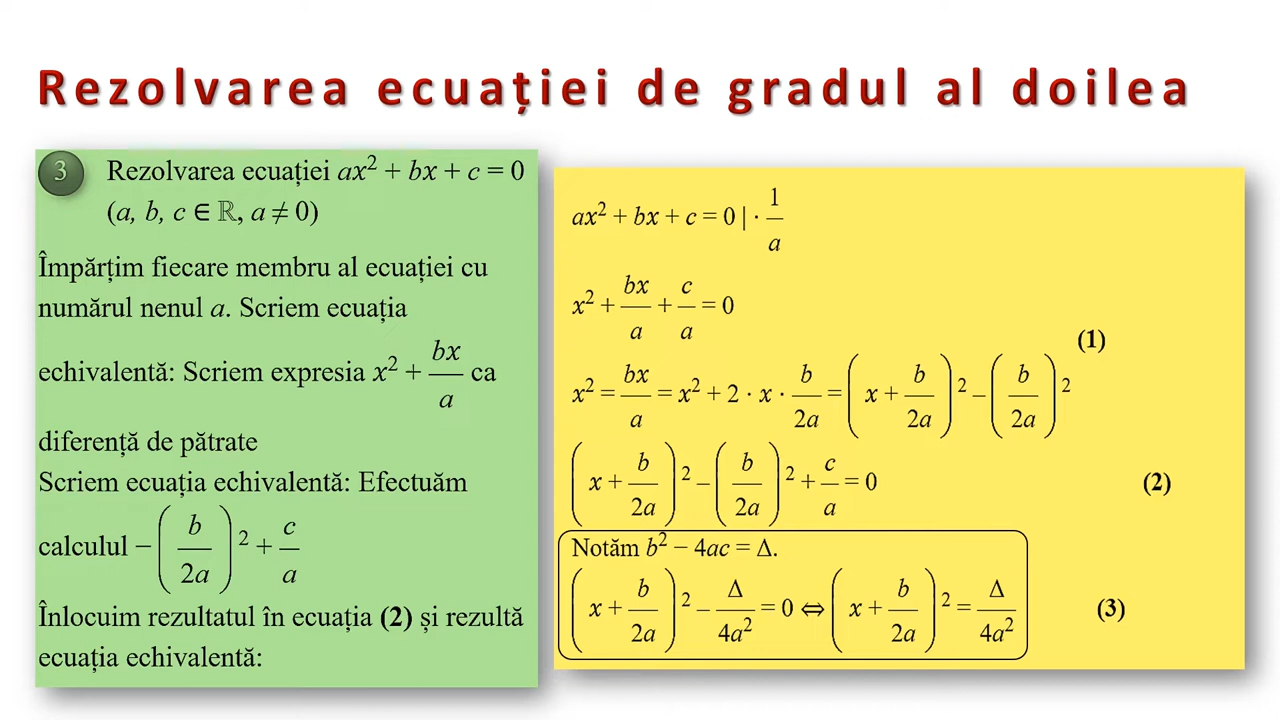 Rezolvarea ecuației de gradul al doilea
3 Rezolvarea ecuației ax² + bx + c = 0
(a, b, c ∈ ℝ, a ≠ 0)
Împărțim fiecare membru al ecuației cu
numărul nenul a. Scriem ecuația
echivalentă: Scriem expresia x² + bx/a ca
diferență de pătrate
Scriem ecuația echivalentă: Efectuăm
calculul − (b/2a)² + c/a
Înlocuim rezultatul în ecuația (2) și rezultă
ecuația echivalentă:
ax² + bx + c = 0 | · 1/a
x² + bx/a + c/a = 0
(1)
x² = bx/a = x² + 2 · x · b/2a = (x + b/2a)² − (b/2a)²
(x + b/2a)² − (b/2a)² + c/a = 0 (2)
Notăm b² − 4ac = Δ.
(x + b/2a)² − Δ/4a² = 0 ⇔ (x + b/2a)² = Δ/4a² (3)